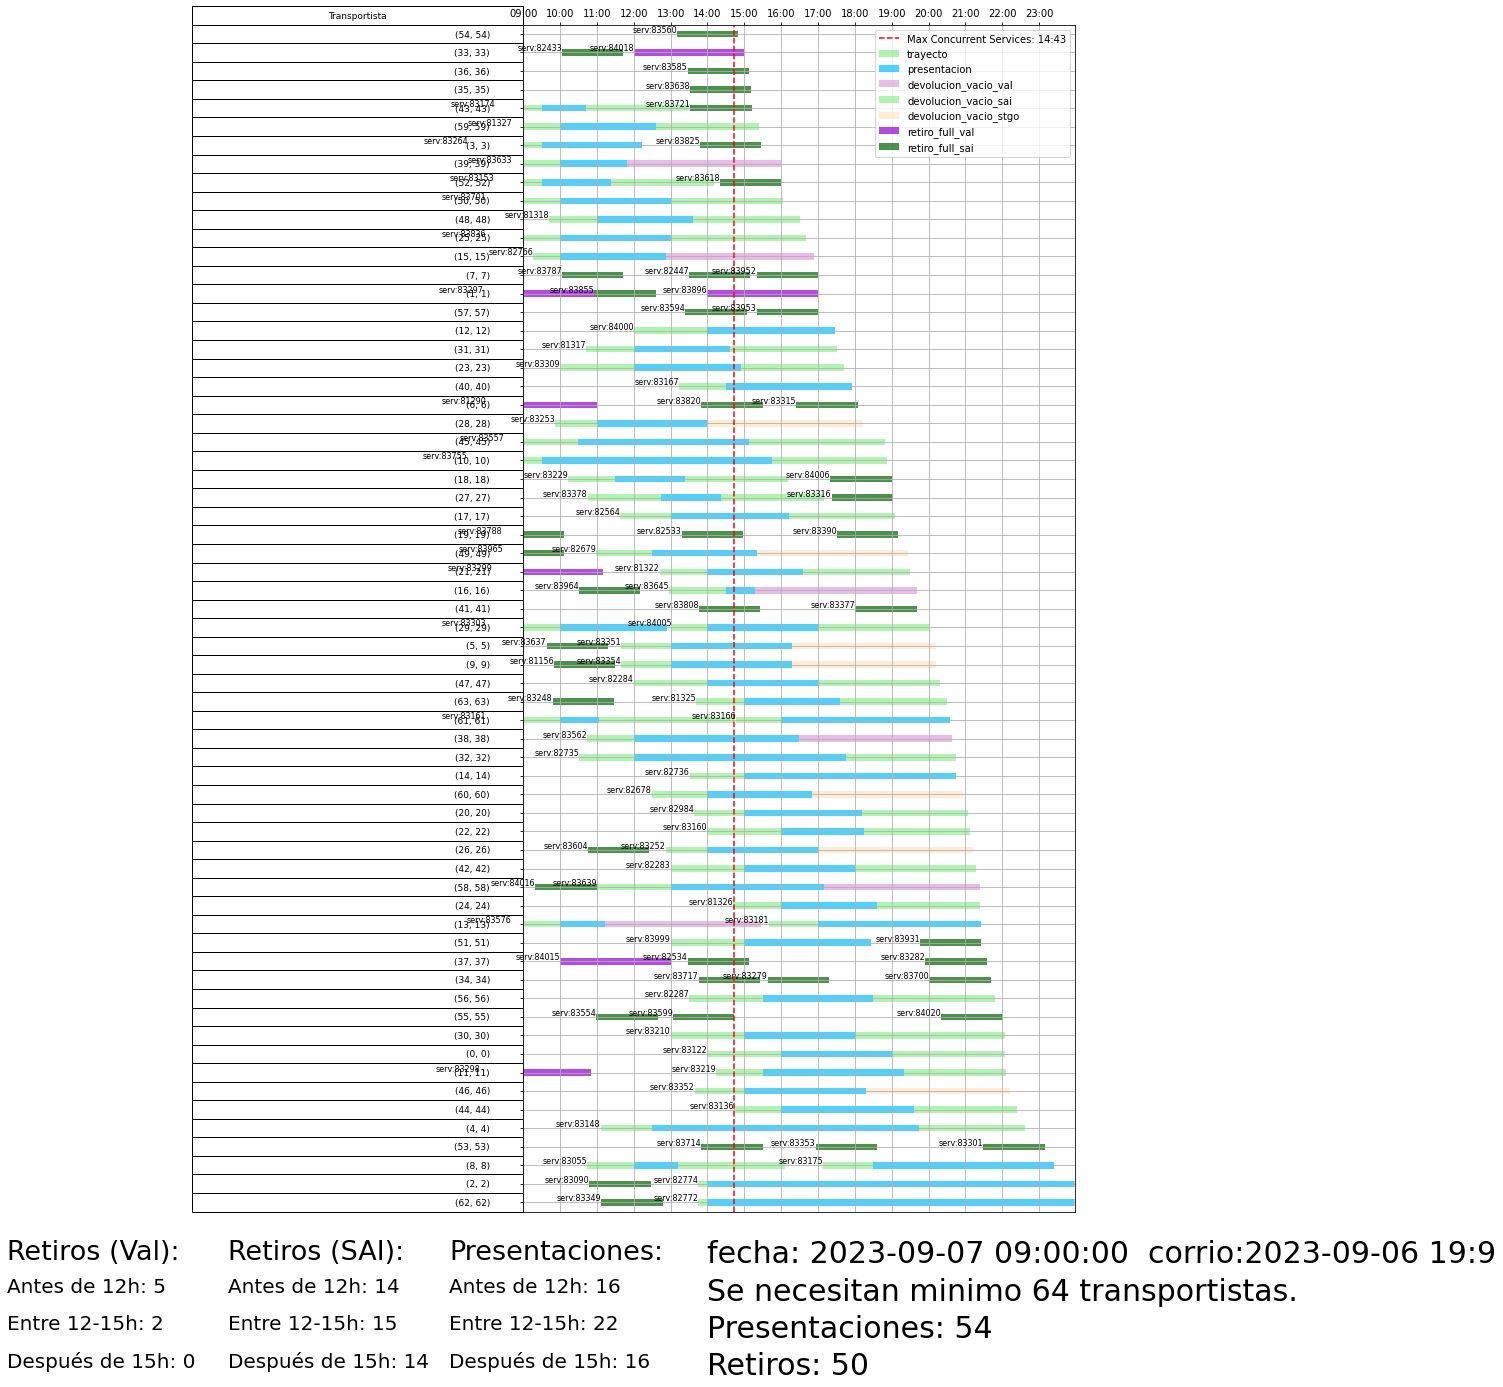 Transportista
09:00 10:00 11:00 12:00 13:00 14:00 15:00 16:00 17:00 18:00 19:00 20:00 21:00 22:00 23:00
Max Concurrent Services: 14:43
trayecto
presentacion
devolucion_vacio_val
devolucion_vacio_sai
devolucion_vacio_stgo
retiro_full_val
retiro_full_sai
(54, 54) serv:83560
(33, 33) serv:82433 serv:84018
(36, 36) serv:83585
(35, 35) serv:83638
(43, 43) serv:83174 serv:83721
(59, 59) serv:81327
(3, 3) serv:83264 serv:83825
(39, 39) serv:83633
(52, 52) serv:83153 serv:83618
(50, 50) serv:83701
(48, 48) serv:81318
(25, 25) serv:83836
(15, 15) serv:82766
(7, 7) serv:83787 serv:82447 serv:83952
(1, 1) serv:83297 serv:83855 serv:83896
(57, 57) serv:83594 serv:83953
(12, 12) serv:84000
(31, 31) serv:81317
(23, 23) serv:83309
(40, 40) serv:83167
(6, 6) serv:81290 serv:83820 serv:83315
(28, 28) serv:83253
(45, 45) serv:83557
(10, 10) serv:83755
(18, 18) serv:83229 serv:84006
(27, 27) serv:83378 serv:83316
(17, 17) serv:82564
(19, 19) serv:83788 serv:82533 serv:83390
(49, 49) serv:83965 serv:82679
(21, 21) serv:83299 serv:81322
(16, 16) serv:83964 serv:83645
(41, 41) serv:83808 serv:83377
(29, 29) serv:83303 serv:84005
(5, 5) serv:83637 serv:83351
(9, 9) serv:81156 serv:83354
(47, 47) serv:82284
(63, 63) serv:83248 serv:81325
(61, 61) serv:83161 serv:83166
(38, 38) serv:83562
(32, 32) serv:82735
(14, 14) serv:82736
(60, 60) serv:82678
(20, 20) serv:82984
(22, 22) serv:83160
(26, 26) serv:83604 serv:83252
(42, 42) serv:82283
(58, 58) serv:84016 serv:83639
(24, 24) serv:81326
(13, 13) serv:83576 serv:83181
(51, 51) serv:83999 serv:83931
(37, 37) serv:84015 serv:82534 serv:83282
(34, 34) serv:83717 serv:83279 serv:83700
(56, 56) serv:82287
(55, 55) serv:83554 serv:83599 serv:84020
(30, 30) serv:83210
(0, 0) serv:83122
(11, 11) serv:83298 serv:83219
(46, 46) serv:83352
(44, 44) serv:83136
(4, 4) serv:83148
(53, 53) serv:83714 serv:83353 serv:83301
(8, 8) serv:83055 serv:83175
(2, 2) serv:83090 serv:82774
(62, 62) serv:83349 serv:82772
Retiros (Val): Retiros (SAI): Presentaciones: fecha: 2023-09-07 09:00:00 corrio:2023-09-06 19:9
Antes de 12h: 5 Antes de 12h: 14 Antes de 12h: 16 Se necesitan minimo 64 transportistas.
Entre 12-15h: 2 Entre 12-15h: 15 Entre 12-15h: 22 Presentaciones: 54
Después de 15h: 0 Después de 15h: 14 Después de 15h: 16 Retiros: 50